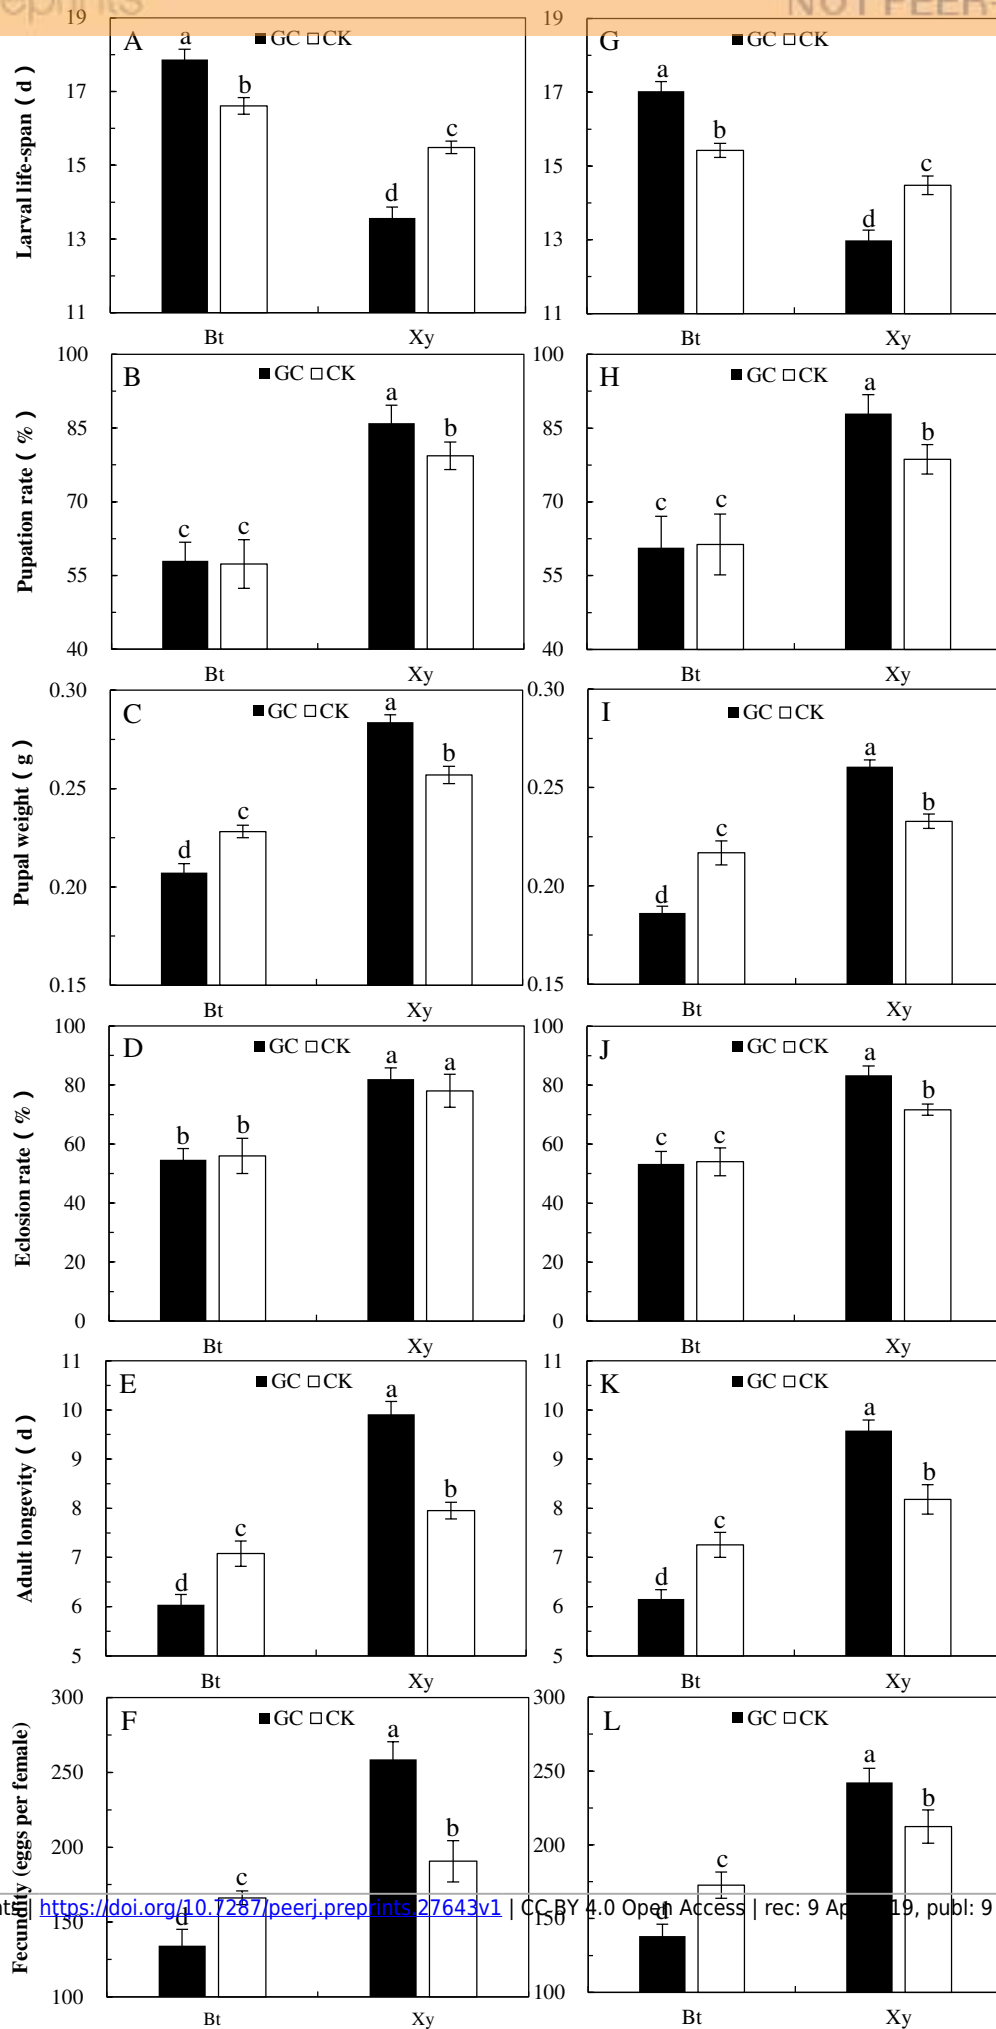 19
A
GC CK
a
b
c
d
17
15
13
11
Larval life-span ( d )
Bt
Xy
G
GC CK
a
b
c
d
17
15
13
11
Bt
Xy
100
B
GC CK
a
b
c
c
85
70
55
40
Pupation rate ( % )
Bt
Xy
100
H
GC CK
a
b
c
c
85
70
55
40
Bt
Xy
0.30
C
GC CK
a
b
c
d
0.25
0.20
0.15
Pupal weight ( g )
Bt
Xy
0.30
I
GC CK
a
b
c
d
0.25
0.20
0.15
Bt
Xy
100
D
GC CK
a
a
b
b
80
60
40
20
0
Eclosion rate ( % )
Bt
Xy
100
J
GC CK
a
b
c
c
80
60
40
20
0
Bt
Xy
11
E
GC CK
a
b
c
d
10
9
8
7
6
5
Adult longevity ( d )
Bt
Xy
11
K
GC CK
a
b
c
d
10
9
8
7
6
5
Bt
Xy
300
F
GC CK
a
b
c
d
250
200
150
100
Fecundity (eggs per female)
Bt
Xy
300
L
GC CK
a
b
c
d
250
200
150
100
Bt
Xy
| https://doi.org/10.7287/peerj.preprints.27643v1 | CC BY 4.0 Open Access | rec: 9 19, publ: 9